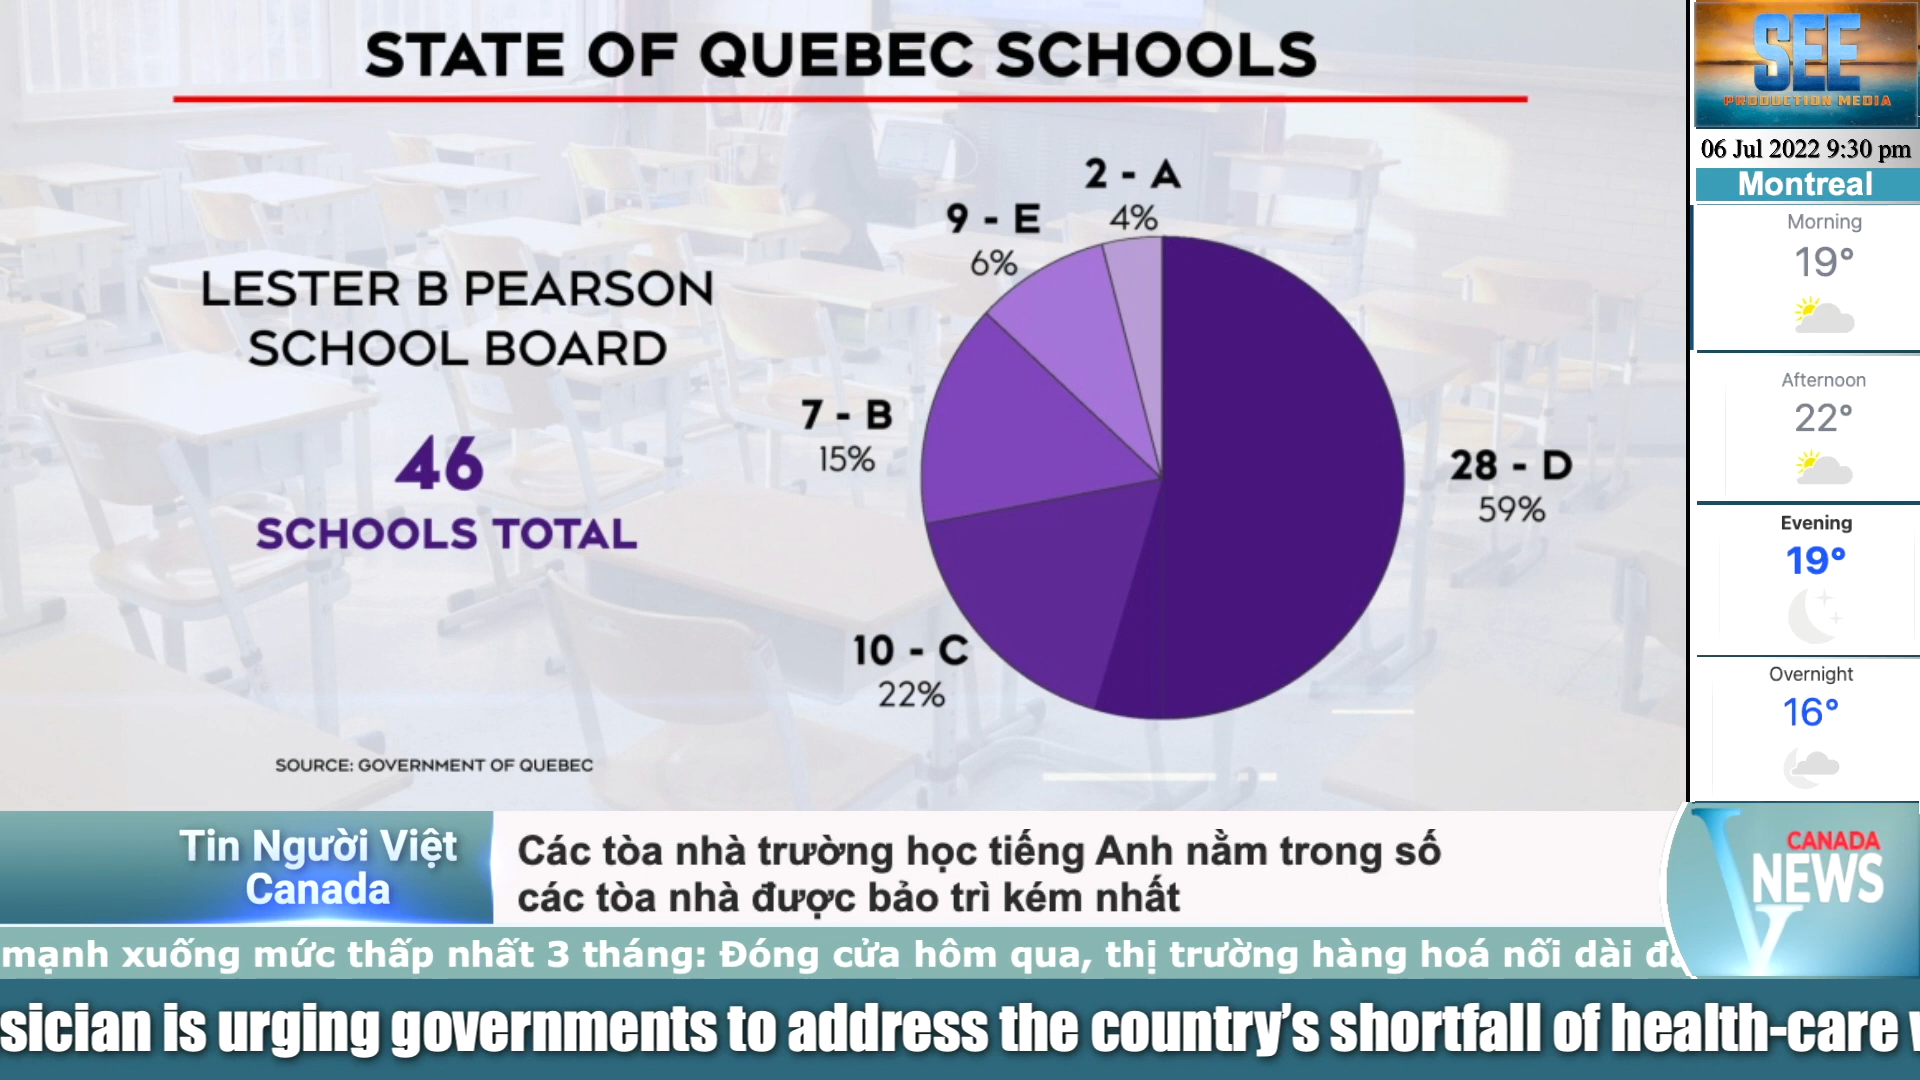 STATE OF QUEBEC SCHOOLS
LESTER B PEARSON
SCHOOL BOARD
46
SCHOOLS TOTAL
2 - A
4%
9 - E
6%
7 - B
15%
28 - D
59%
10 - C
22%
SOURCE: GOVERNMENT OF QUEBEC
SEE
PRODUCTION MEDIA
06 Jul 2022 9:30 pm
Montreal
Morning
19°
Afternoon
22°
Evening
19°
Overnight
16°
Tin Người Việt
Canada
Các tòa nhà trường học tiếng Anh nằm trong số
các tòa nhà được bảo trì kém nhất
CANADA
NEWS
V
mạnh xuống mức thấp nhất 3 tháng: Đóng cửa hôm qua, thị trường hàng hoá nối dài
sician is urging governments to address the country's shortfall of health-care